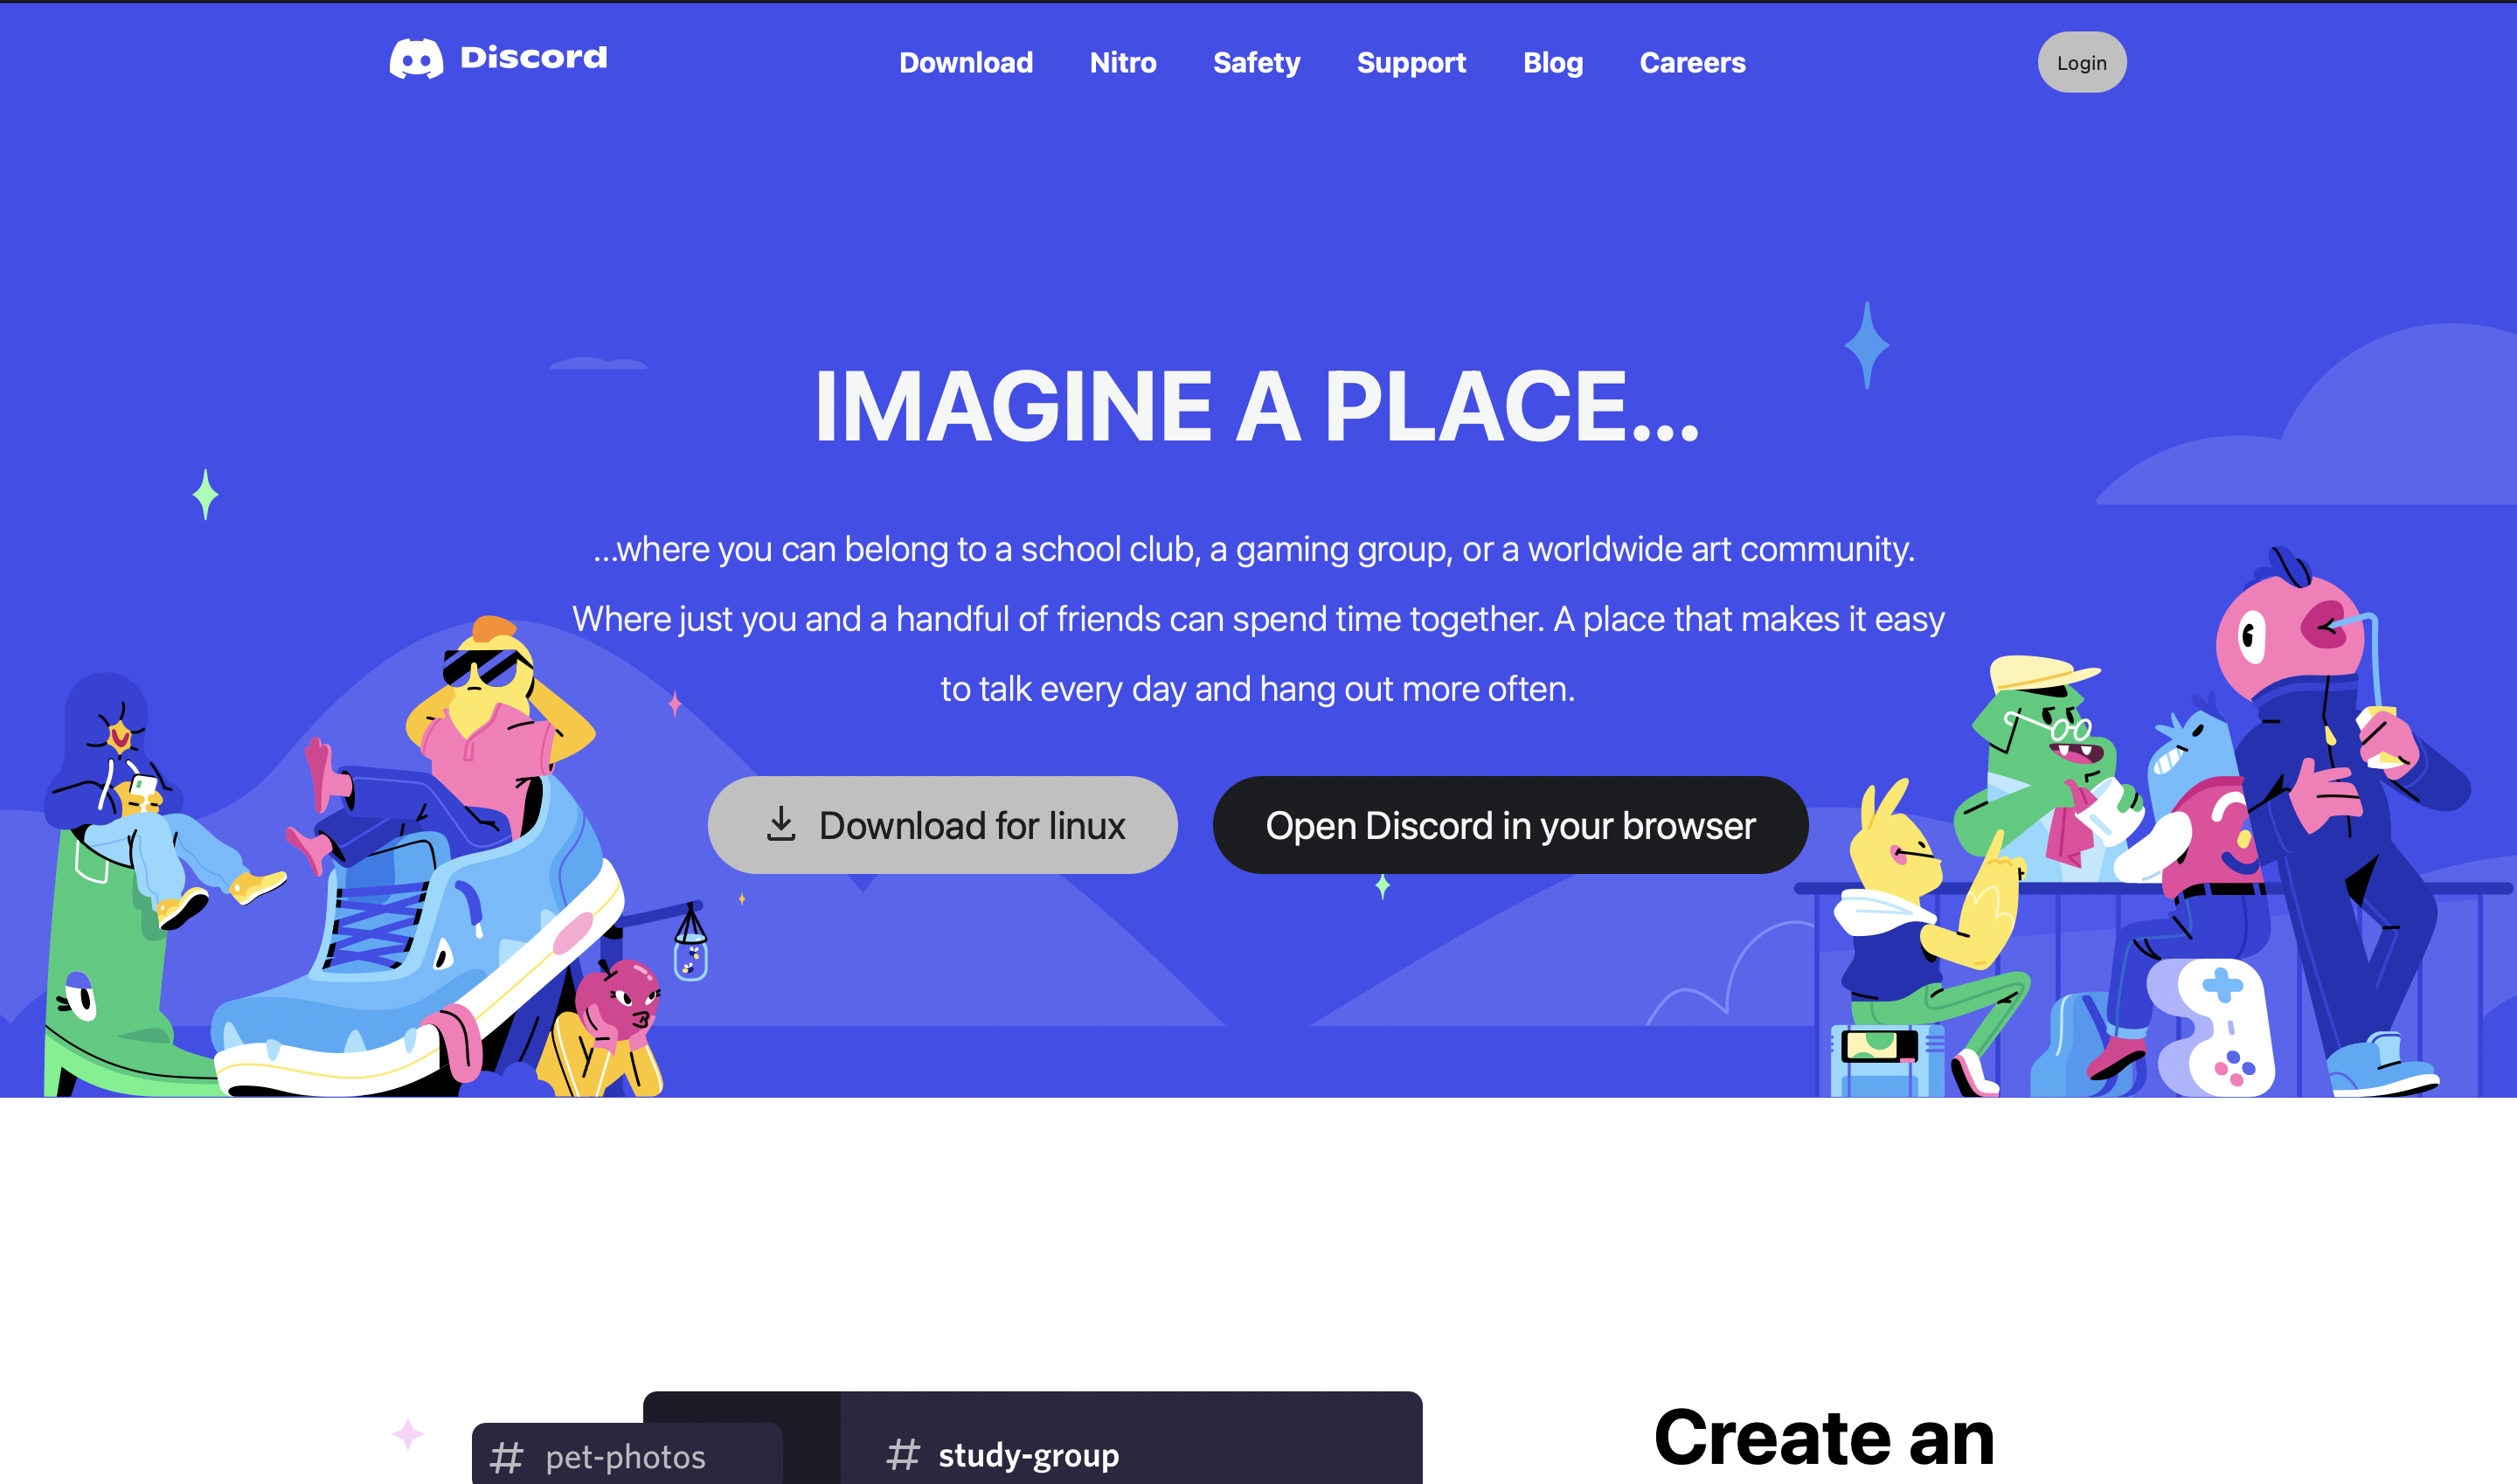 Discord
Download
Nitro
Safety
Support
Blog
Careers
Login
IMAGINE A PLACE...
...where you can belong to a school club, a gaming group, or a worldwide art community.
Where just you and a handful of friends can spend time together. A place that makes it easy
to talk every day and hang out more often.
Download for linux
Open Discord in your browser
# pet-photos
# study-group
Create an